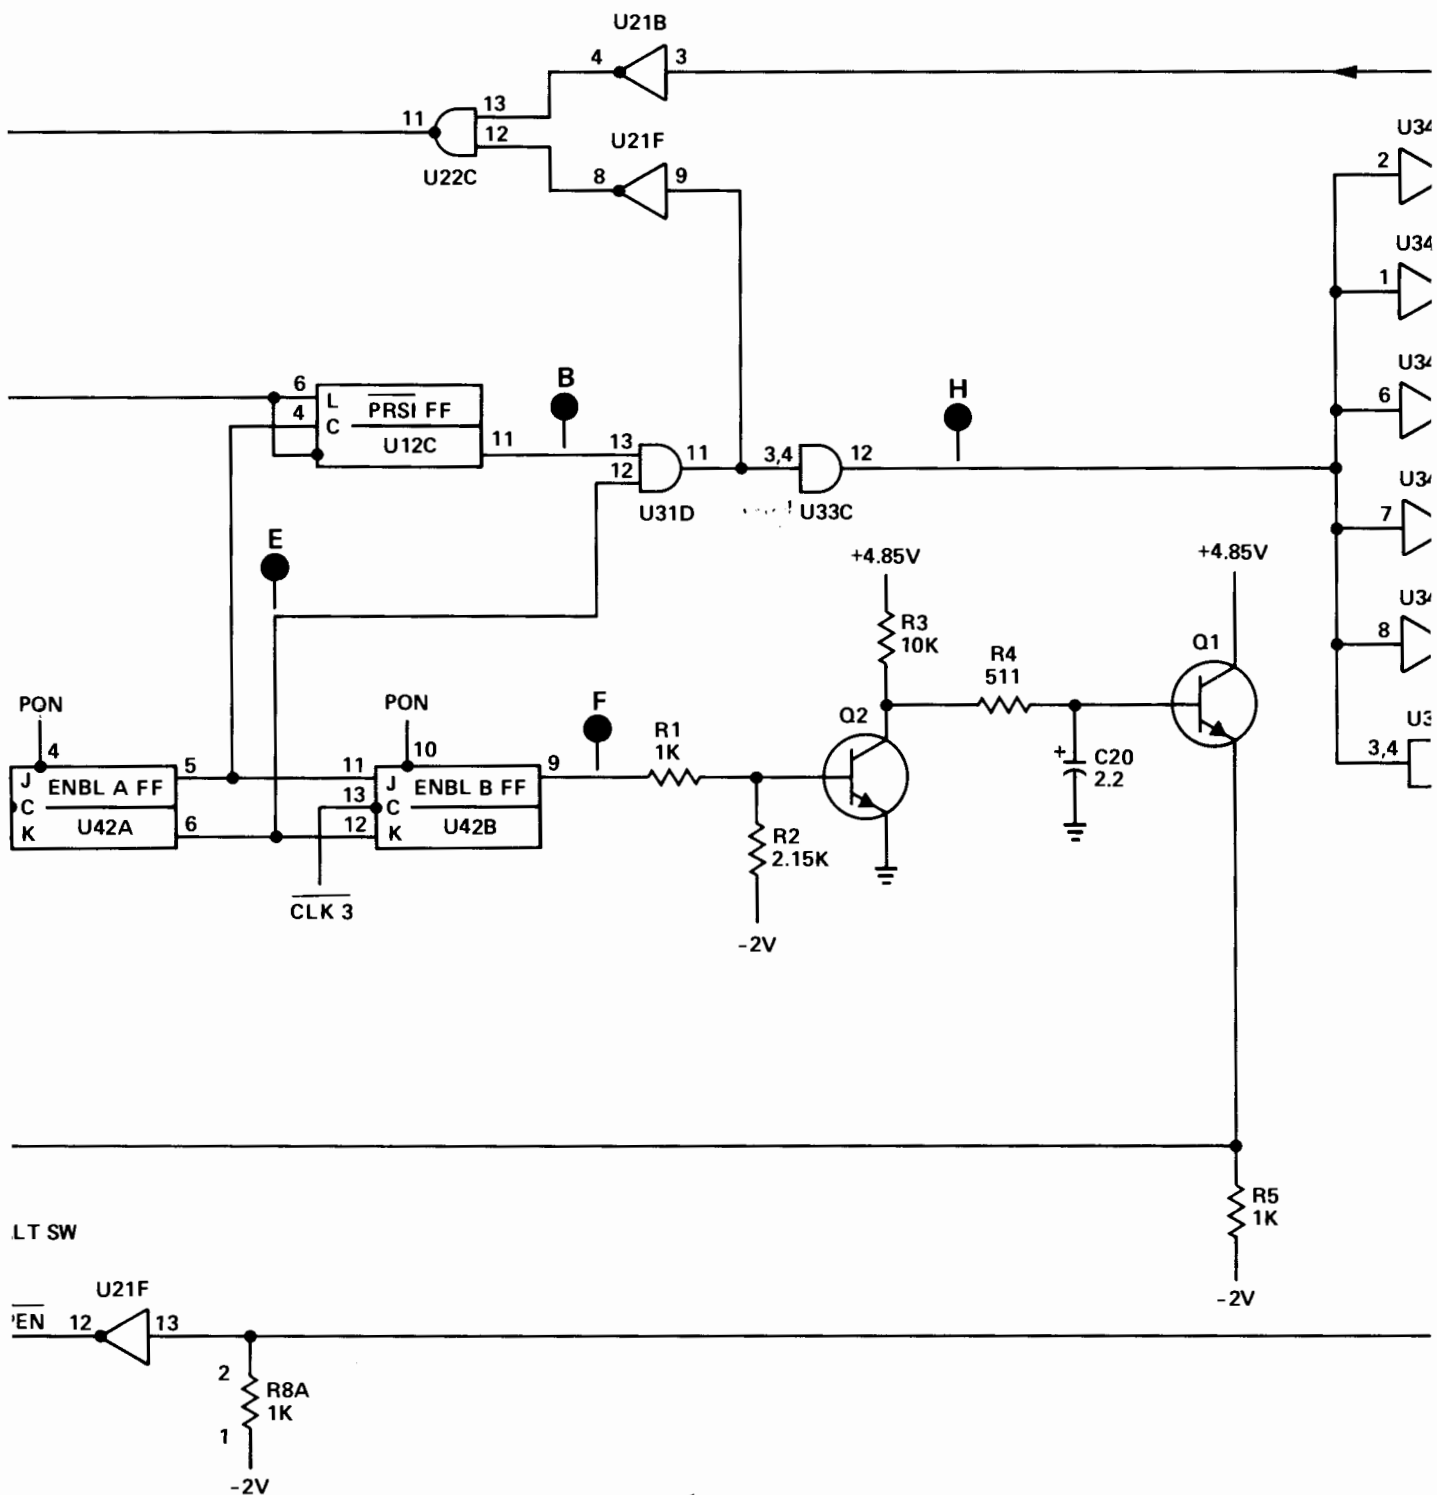 U21B
4 3
11 13
12
U22C
U21F
8 9
U34
2
U34
1
U34
6
U34
7
U34
8
U3
3,4
6 L PRSI FF
4 C
U12C
11
B
13
12
11
U31D
3,4
12
U33C
H
E
+4.85V
R3
10K
+4.85V
Q1
R4
511
Q2
+
C20
2.2
PON
4
J ENBL A FF 5
C
K U42A 6
PON
10
11 J ENBL B FF 9
13 C
12 K U42B
CLK 3
F
R1
1K
R2
2.15K
-2V
R5
1K
-2V
LT SW
U21F
PEN 12 13
2
R8A
1K
1
-2V